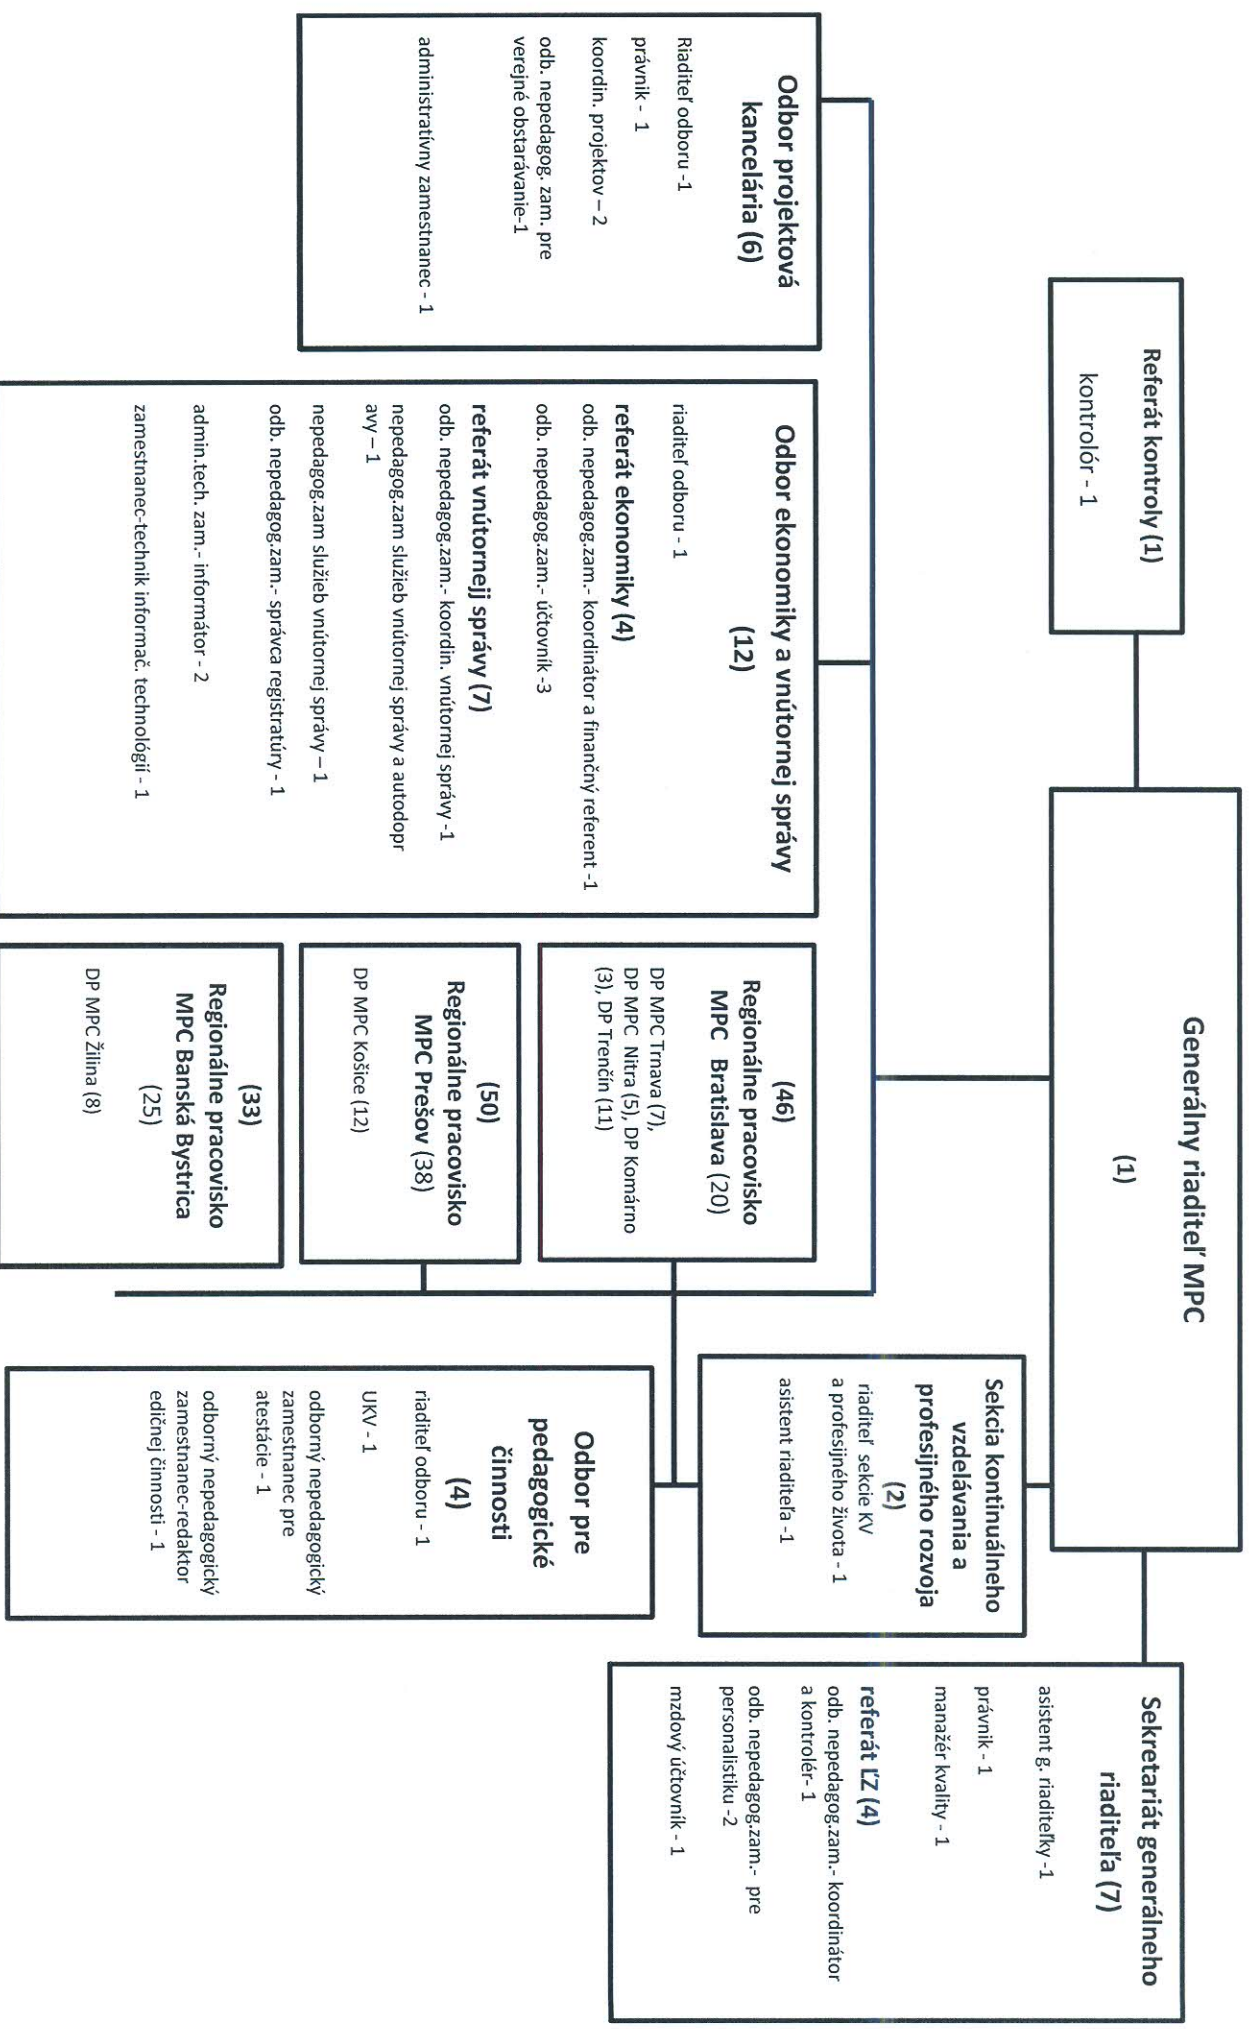 Generálny riaditeľ MPC
(1)
Referát kontroly (1)
kontrolór - 1
Sekretariát generálneho
riaditeľa (7)
asistent g. riaditeľky -1
právnik - 1
manažér kvality - 1
referát ĽZ (4)
odb. nepedagog.zam.- koordinátor
a kontrolér- 1
odb. nepedagog.zam.- pre
personalistiku -2
mzdový účtovník - 1
Sekcia kontinuálneho
vzdelávania a
profesijného rozvoja
(2)
riaditeľ sekcie KV
a profesijného života - 1
asistent riaditeľa -1
Odbor projektová
kancelária (6)
Riaditeľ odboru -1
právnik - 1
koordin. projektov – 2
odb. nepedagog. zam. pre
verejné obstarávanie-1
administratívny zamestnanec - 1
Odbor ekonomiky a vnútornej správy
(12)
riaditeľ odboru - 1
referát ekonomiky (4)
odb. nepedagog.zam.- koordinátor a finančný referent -1
odb. nepedagog.zam.- účtovník -3
referát vnútornejj správy (7)
odb. nepedagog.zam.- koordin. vnútornej správy -1
nepedagog.zam služieb vnútornej správy a autodopr
avy – 1
nepedagog.zam služieb vnútornej správy – 1
odb. nepedagog.zam.- správca registratúry - 1
admin.tech. zam.- informátor - 2
zamestnanec-technik informač. technológií - 1
(46)
Regionálne pracovisko
MPC Bratislava (20)
DP MPC Trnava (7),
DP MPC Nitra (5), DP Komárno
(3), DP Trenčín (11)
(50)
Regionálne pracovisko
MPC Prešov (38)
DP MPC Košice (12)
(33)
Regionálne pracovisko
MPC Banská Bystrica
(25)
DP MPC Žilina (8)
Odbor pre
pedagogické
činnosti
(4)
riaditeľ odboru - 1
UKV - 1
odborný nepedagogický
zamestnanec pre
atestácie - 1
odborný nepedagogický
zamestnanec-redaktor
edičnej činnosti - 1